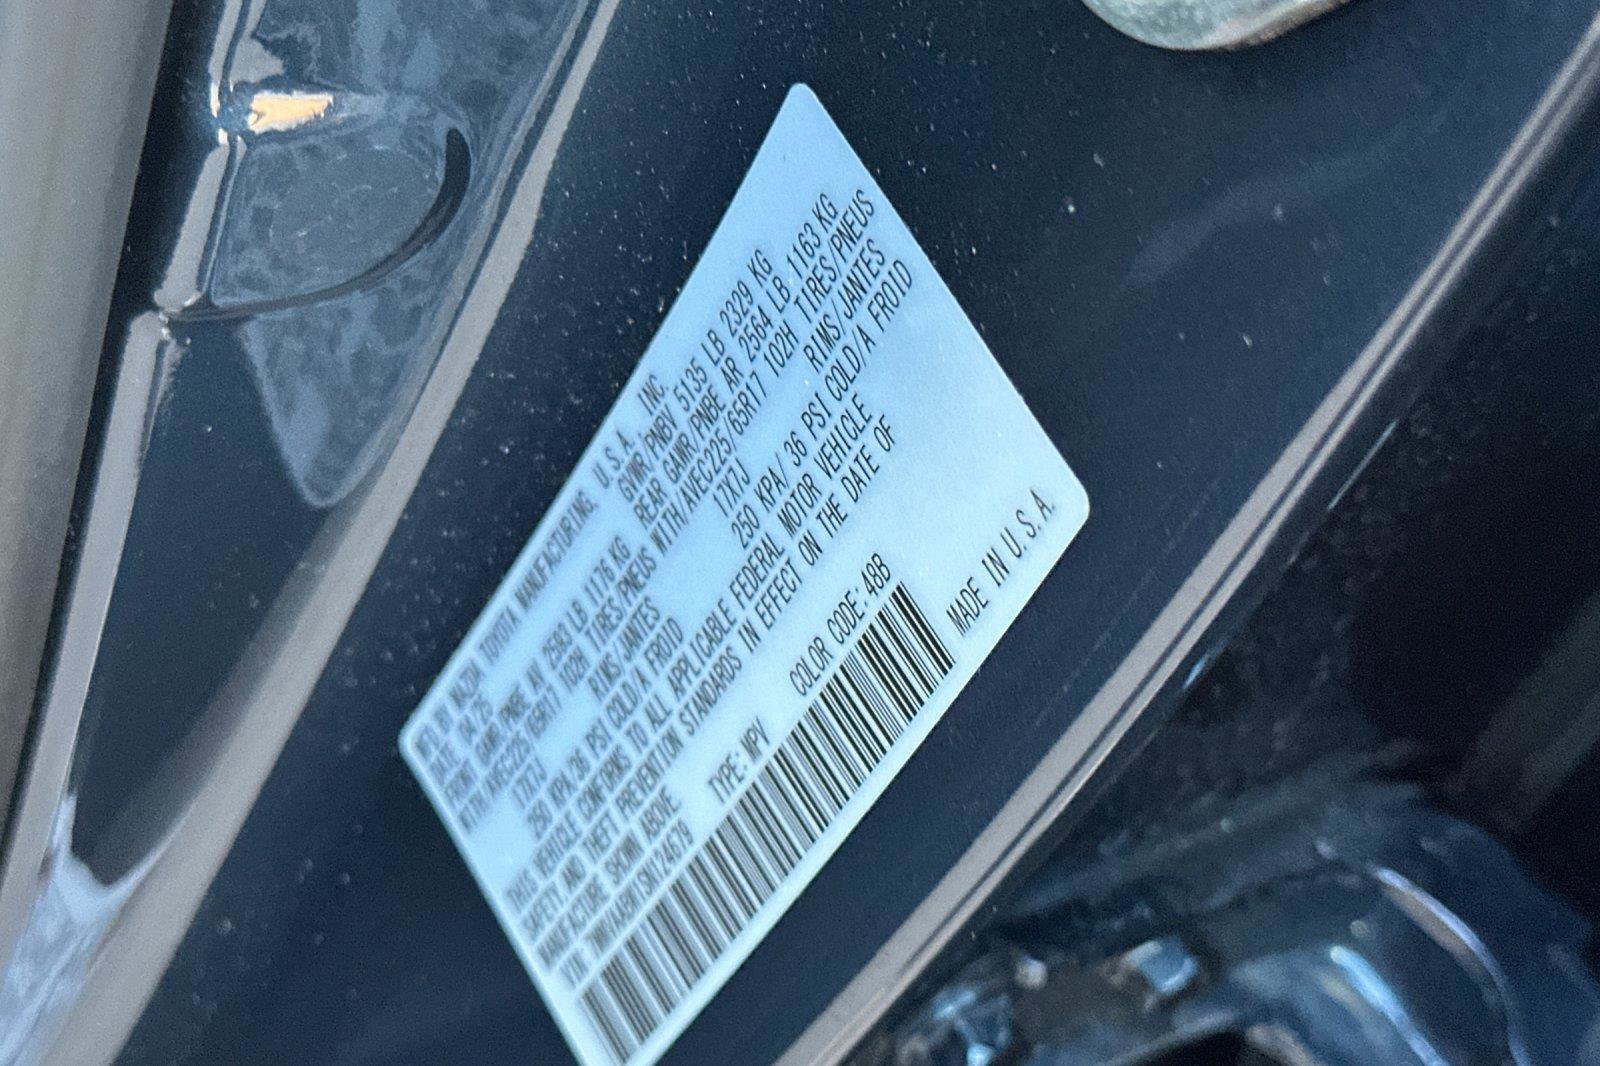 MFD. BY MAZDA TOYOTA MANUFACTURING, U.S.A., INC.
DATE: 04/25 GVWR/PNBV 5135 LB 2329 KG
FRONT GAWR/PNBE AV 2593 LB 1176 KG REAR GAWR/PNBE AR 2564 LB 1163 KG
WITH/AVEC225/65R17 102H TIRES/PNEUS WITH/AVEC225/65R17 102H TIRES/PNEUS
17X7J RIMS/JANTES 17X7J RIMS/JANTES
250 KPA/36 PSI COLD/A FROID 250 KPA/ 36 PSI COLD/A FROID
THIS VEHICLE CONFORMS TO ALL APPLICABLE FEDERAL MOTOR VEHICLE
SAFETY AND THEFT PREVENTION STANDARDS IN EFFECT ON THE DATE OF
MANUFACTURE SHOWN ABOVE
VIN: TYPE: MPV COLOR CODE: 48B
MADE IN U.S.A.